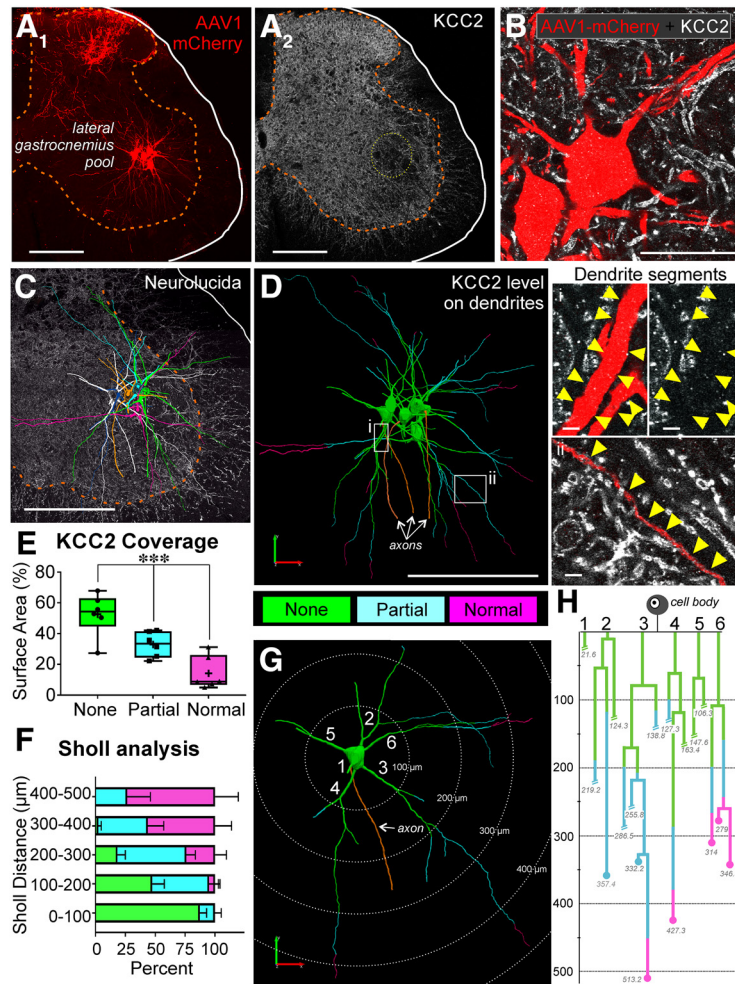 A1
AAV1
mCherry
lateral
gastrocnemius
pool
A2
KCC2
B
AAV1-mCherry + KCC2
C
Neurolucida
D
KCC2 level
on dendrites
i
ii
axons
Dendrite segments
ii
E
KCC2 Coverage
***
Surface Area (%)
80
60
40
20
0
None
Partial
Normal
None
Partial
Normal
F
Sholl analysis
Sholl Distance (µm)
400-500
300-400
200-300
100-200
0-100
0
25
50
75
100
Percent
G
1
2
3
4
5
6
axon
100 µm
200 µm
300 µm
400 µm
H
cell body
1
2
3
4
5
6
100
200
300
400
500
21.6
124.3
219.2
357.4
286.5
255.8
332.2
513.2
138.8
127.3
163.4
427.3
147.6
106.3
314
279
346.